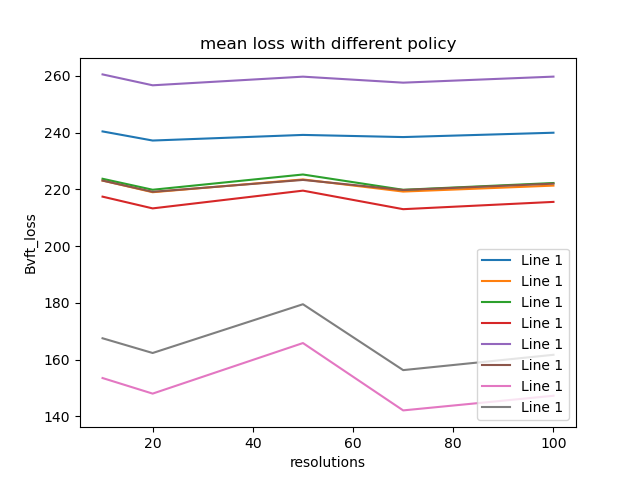 mean loss with different policy
260
240
220
200
180
160
140
Bvft_loss
Line 1
Line 1
Line 1
Line 1
Line 1
Line 1
Line 1
Line 1
20
40
60
80
100
resolutions